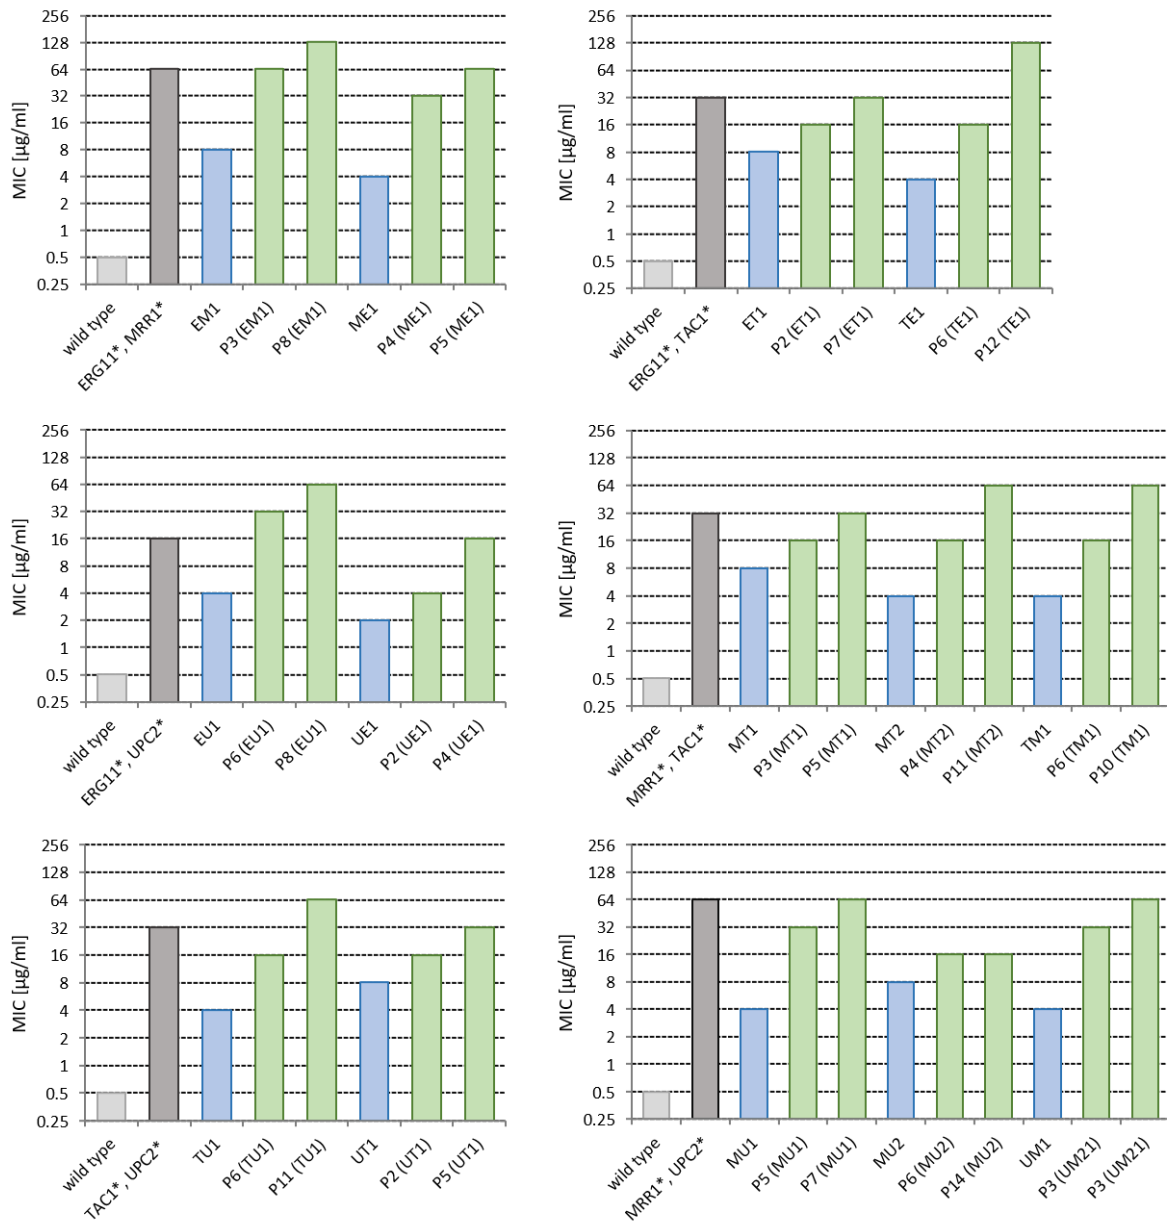 256
128
64
32
16
8
4
2
1
0.5
0.25
MIC [µg/ml]
wild type
ERG11*, MRR1*
EM1
P3 (EM1)
P8 (EM1)
ME1
P4 (ME1)
P5 (ME1)
256
128
64
32
16
8
4
2
1
0.5
0.25
MIC [µg/ml]
wild type
ERG11*, TAC1*
ET1
P2 (ET1)
P7 (ET1)
TE1
P6 (TE1)
P12 (TE1)
256
128
64
32
16
8
4
2
1
0.5
0.25
MIC [µg/ml]
wild type
ERG11*, UPC2*
EU1
P6 (EU1)
P8 (EU1)
UE1
P2 (UE1)
P4 (UE1)
256
128
64
32
16
8
4
2
1
0.5
0.25
MIC [µg/ml]
wild type
MRR1*, TAC1*
MT1
P3 (MT1)
P5 (MT1)
MT2
P4 (MT2)
P11 (MT2)
TM1
P6 (TM1)
P10 (TM1)
256
128
64
32
16
8
4
2
1
0.5
0.25
MIC [µg/ml]
wild type
TAC1*, UPC2*
TU1
P6 (TU1)
P11 (TU1)
UT1
P2 (UT1)
P5 (UT1)
256
128
64
32
16
8
4
2
1
0.5
0.25
MIC [µg/ml]
wild type
MRR1*, UPC2*
MU1
P5 (MU1)
P7 (MU1)
MU2
P6 (MU2)
P14 (MU2)
UM1
P3 (UM21)
P3 (UM21)